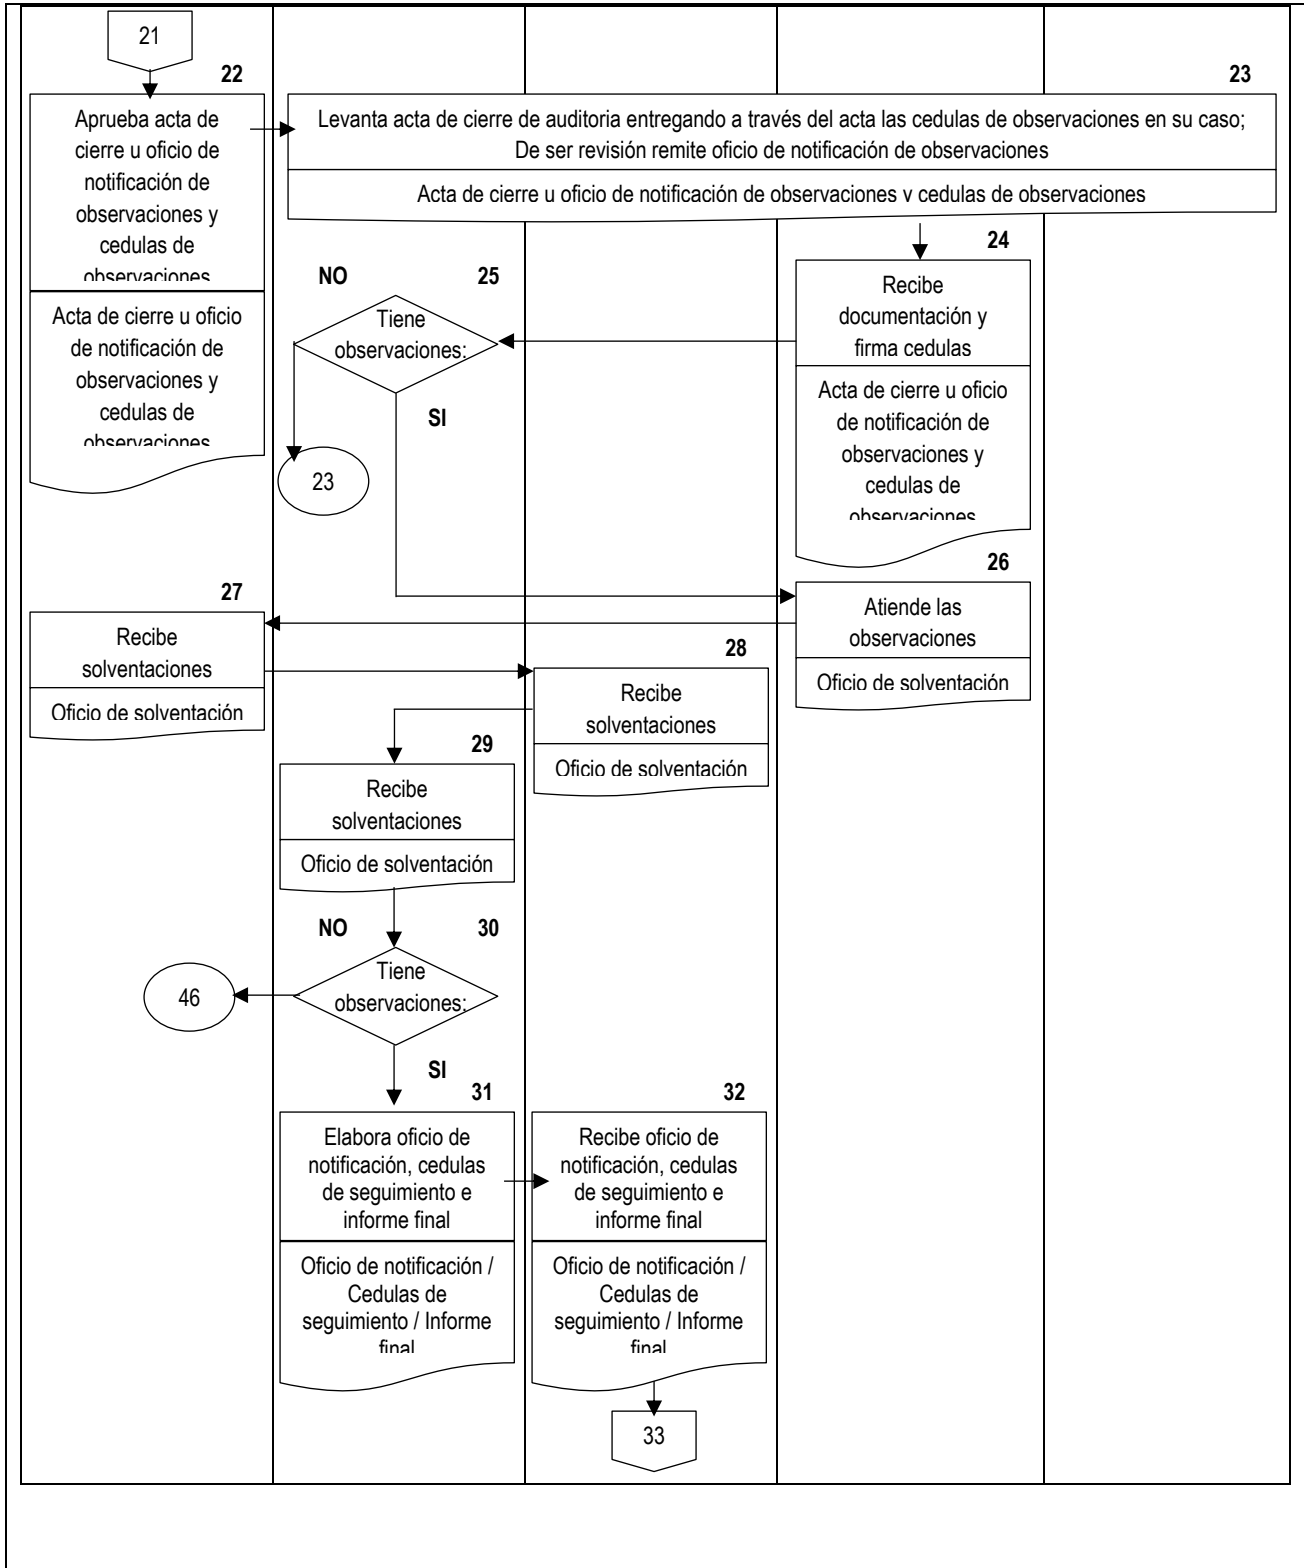 21
22
23
Aprueba acta de
cierre u oficio de
notificación de
observaciones y
cedulas de
observaciones
Levanta acta de cierre de auditoria entregando a través del acta las cedulas de observaciones en su caso;
De ser revisión remite oficio de notificación de observaciones
Acta de cierre u oficio de notificación de observaciones y cedulas de observaciones
24
NO
25
Recibe
documentación y
firma cedulas
Tiene
observaciones:
Acta de cierre u oficio
de notificación de
observaciones y
cedulas de
observaciones
Acta de cierre u oficio
de notificación de
observaciones y
cedulas de
observaciones
SI
23
26
27
Atiende las
observaciones
Oficio de solventación
Recibe
solventaciones
Oficio de solventación
28
Recibe
solventaciones
Oficio de solventación
29
Recibe
solventaciones
Oficio de solventación
NO
30
Tiene
observaciones:
46
SI
31
32
Elabora oficio de
notificación, cedulas
de seguimiento e
informe final
Recibe oficio de
notificación, cedulas
de seguimiento e
informe final
Oficio de notificación /
Cedulas de
seguimiento / Informe
final
Oficio de notificación /
Cedulas de
seguimiento / Informe
final
33